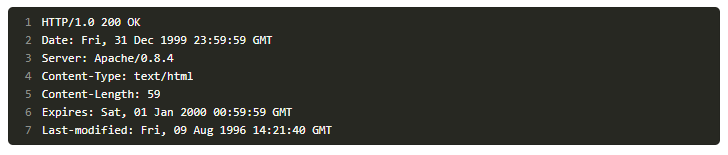 1 HTTP/1.0 200 OK
2 Date: Fri, 31 Dec 1999 23:59:59 GMT
3 Server: Apache/0.8.4
4 Content-Type: text/html
5 Content-Length: 59
6 Expires: Sat, 01 Jan 2000 00:59:59 GMT
7 Last-modified: Fri, 09 Aug 1996 14:21:40 GMT